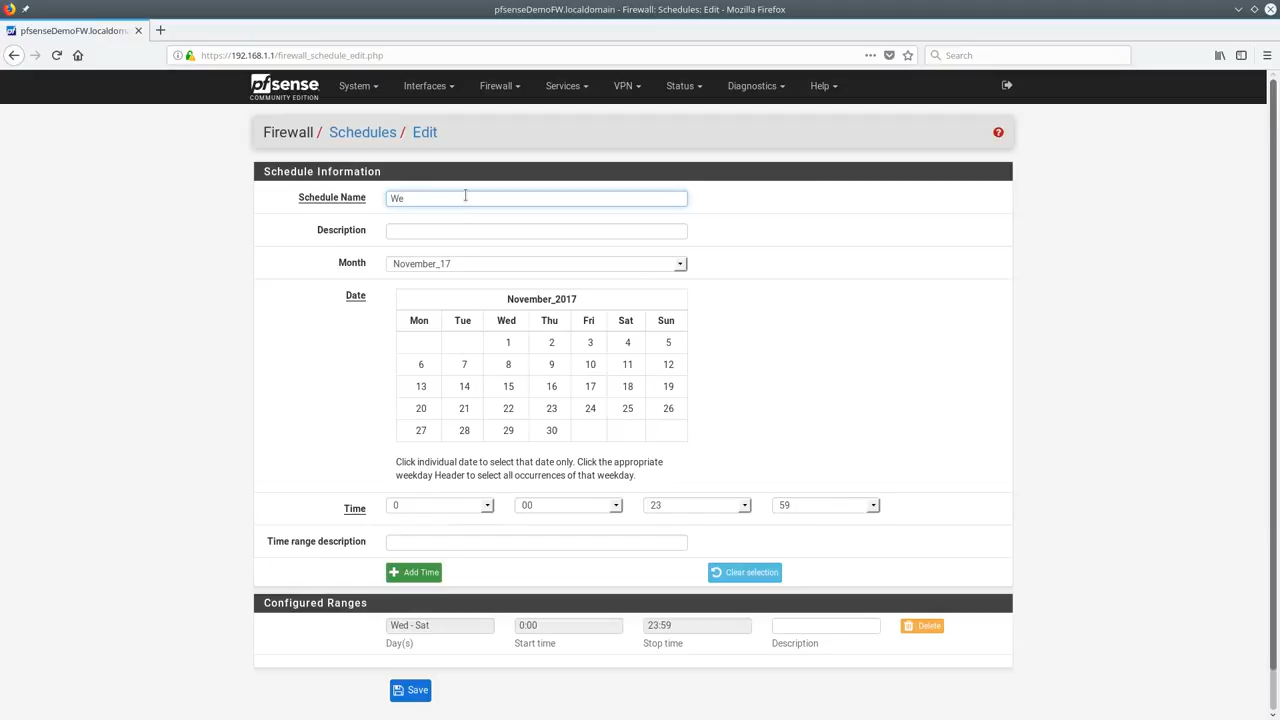 pfsenseDemoFW.localdomain - Firewall: Schedules: Edit - Mozilla Firefox
pfsenseDemoFW.localdom
https://192.168.1.1/firewall_schedule_edit.php
Search
pfsense
COMMUNITY EDITION
System
Interfaces
Firewall
Services
VPN
Status
Diagnostics
Help
Firewall / Schedules / Edit
Schedule Information
Schedule Name
We
Description
Month
November_17
Date
November_2017
Mon Tue Wed Thu Fri Sat Sun
1 2 3 4 5
6 7 8 9 10 11 12
13 14 15 16 17 18 19
20 21 22 23 24 25 26
27 28 29 30
Click individual date to select that date only. Click the appropriate
weekday Header to select all occurrences of that weekday.
Time
0 00 23 59
Time range description
Add Time
Clear selection
Configured Ranges
Wed - Sat 0:00 23:59 Delete
Day(s) Start time Stop time Description
Save